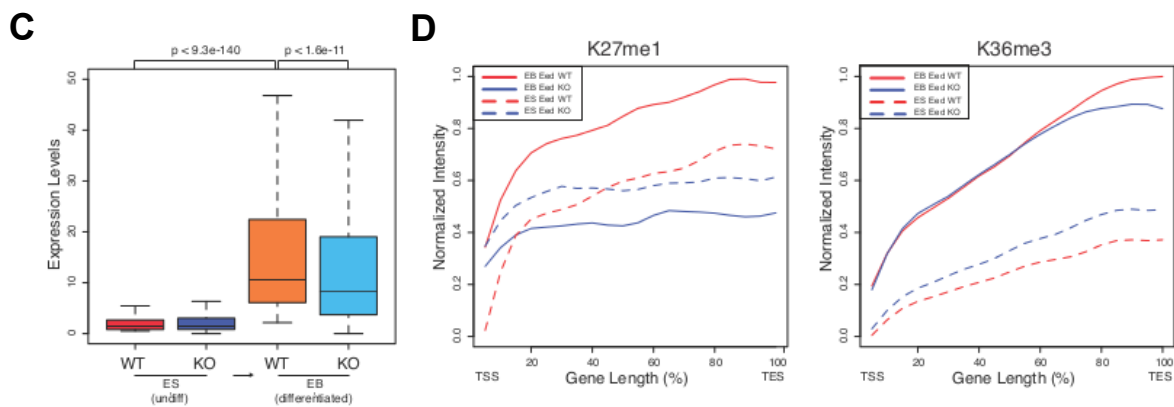 C
p < 9.3e-140
p < 1.6e-11
Expression Levels
50
40
30
20
10
0
WT
KO
WT
KO
ES
(undiff)
EB
(differentiated)
D
K27me1
EB Eed WT
EB Eed KO
ES Eed WT
ES Eed KO
Normalized Intensity
1.0
0.8
0.6
0.4
0.2
0.0
20
40
60
80
100
TSS
Gene Length (%)
TES
K36me3
EB Eed WT
EB Eed KO
ES Eed WT
ES Eed KO
Normalized Intensity
1.0
0.8
0.6
0.4
0.2
0.0
20
40
60
80
100
TSS
Gene Length (%)
TES